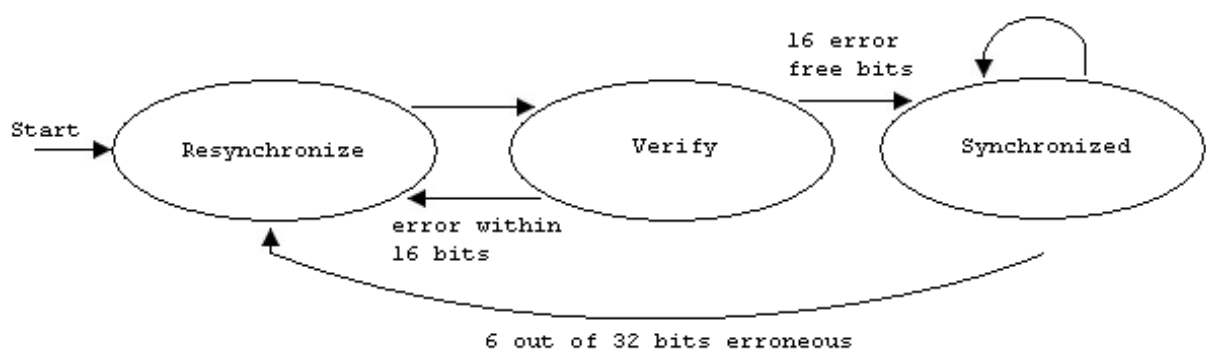 Start
Resynchronize
Verify
16 error
free bits
Synchronized
error within
16 bits
6 out of 32 bits erroneous